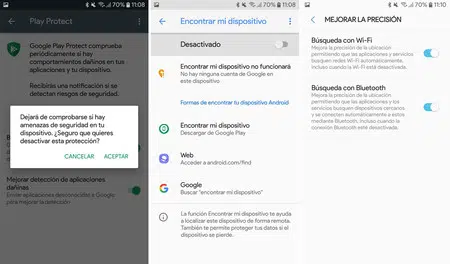 70% 11:08
Play Protect
Google Play Protect comprueba
periódicamente si hay
comportamientos dañinos en tus
aplicaciones y tu dispositivo.
Recibirás una notificación si se
detectan riesgos de seguridad.
Dejará de comprobarse si hay
amenazas de seguridad en tu
dispositivo. ¿Seguro que quieres
desactivar esta protección?
CANCELAR ACEPTAR
Mejorar detección de aplicaciones
dañinas
Enviar aplicaciones desconocidas a Google
para mejorar la detección
70% 11:08
Encontrar mi dispositivo
Desactivado
Encontrar mi dispositivo no funcionará
No hay ninguna cuenta de Google en
este dispositivo
Formas de encontrar tu dispositivo Android
Encontrar mi dispositivo
Descargar de Google Play
Web
Acceder a android.com/find
Google
Buscar "encontrar mi dispositivo"
La función Encontrar mi dispositivo te ayuda
a localizar este dispositivo de forma remota.
También te permite proteger tus datos si el
dispositivo se pierde.
70% 11:10
MEJORAR LA PRECISIÓN
Búsqueda con Wi-Fi
Mejora la precisión de la ubicación
permitiendo que las aplicaciones y servicios
busquen redes Wi-Fi automáticamente.
Incluso cuando la Wi-Fi está desactivada.
Búsqueda con Bluetooth
Mejora la precisión de la ubicación
permitiendo que las aplicaciones y los
servicios busquen dispositivos cercanos
y se conecten automáticamente a estos
mediante Bluetooth, incluso cuando la
conexión Bluetooth esté desactivada.